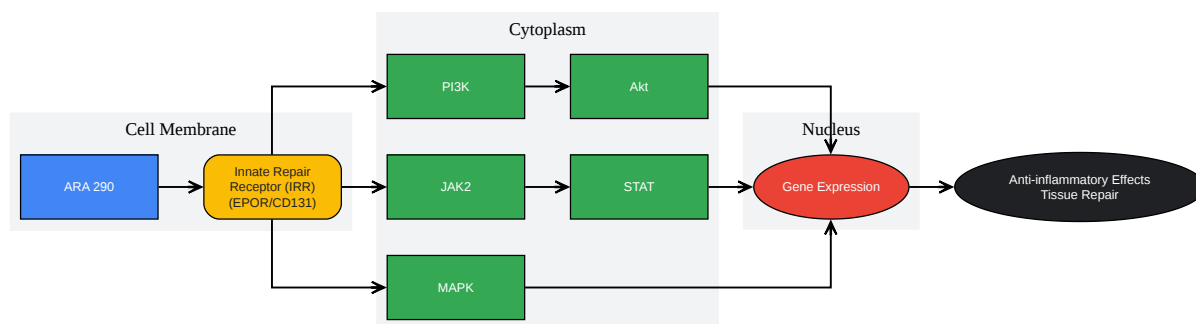 Cytoplasm
PI3K
Akt
Cell Membrane
Nucleus
ARA 290
Innate Repair
Receptor (IRR)
(EPOR/CD131)
JAK2
STAT
Gene Expression
Anti-inflammatory Effects
Tissue Repair
MAPK